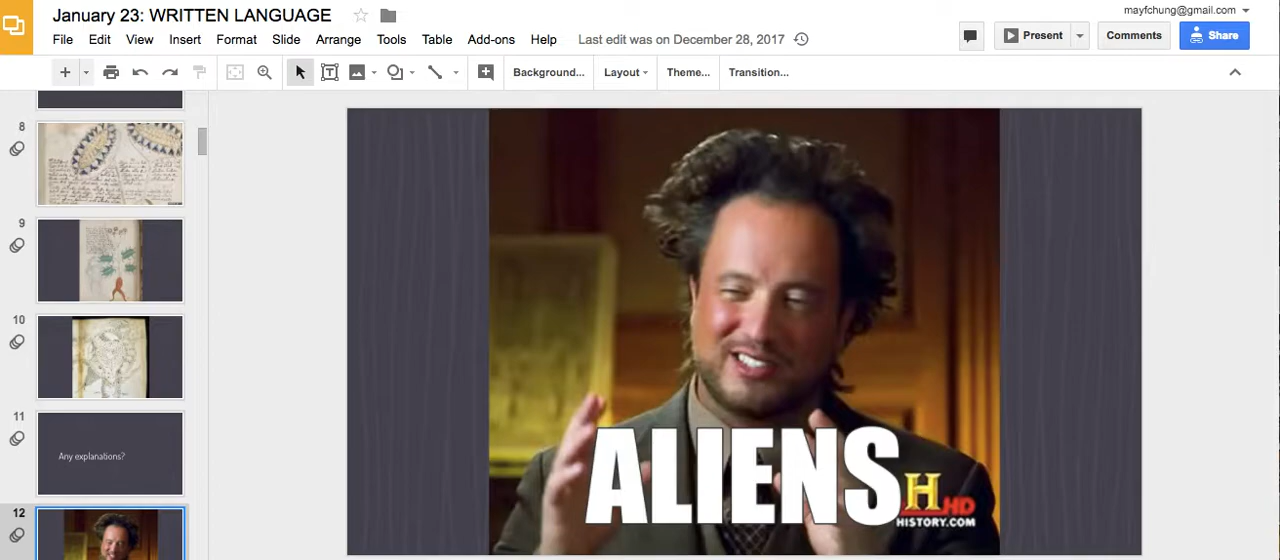 January 23: WRITTEN LANGUAGE
mayfchung@gmail.com
File Edit View Insert Format Slide Arrange Tools Table Add-ons Help Last edit was on December 28, 2017
Present Comments Share
Background... Layout Theme... Transition...
8
9
10
11
Any explanations?
12
ALIENS
H HD
HISTORY.COM